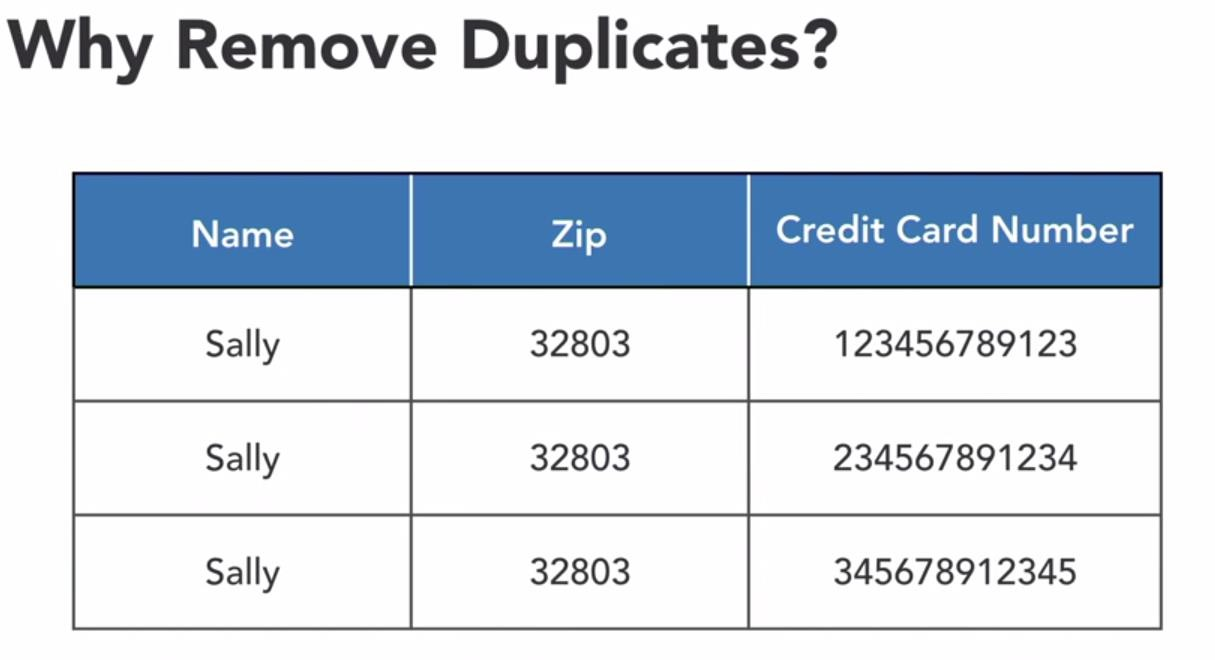 Why Remove Duplicates?
Name Zip Credit Card Number
Sally 32803 123456789123
Sally 32803 234567891234
Sally 32803 345678912345